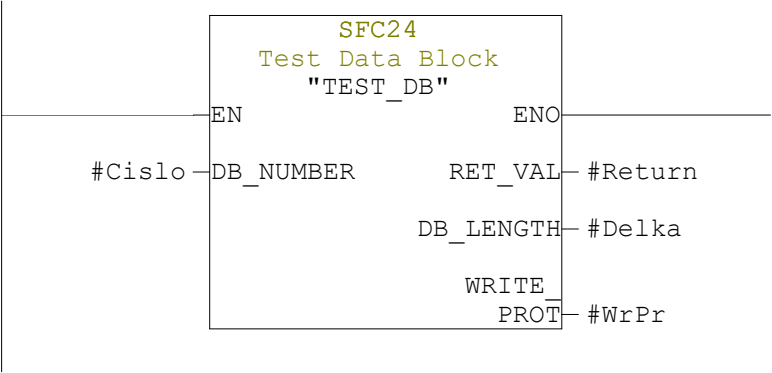 SFC24
Test Data Block
"TEST_DB"
EN ENO
#Cislo DB_NUMBER RET_VAL #Return
DB_LENGTH #Delka
WRITE_
PROT #WrPr